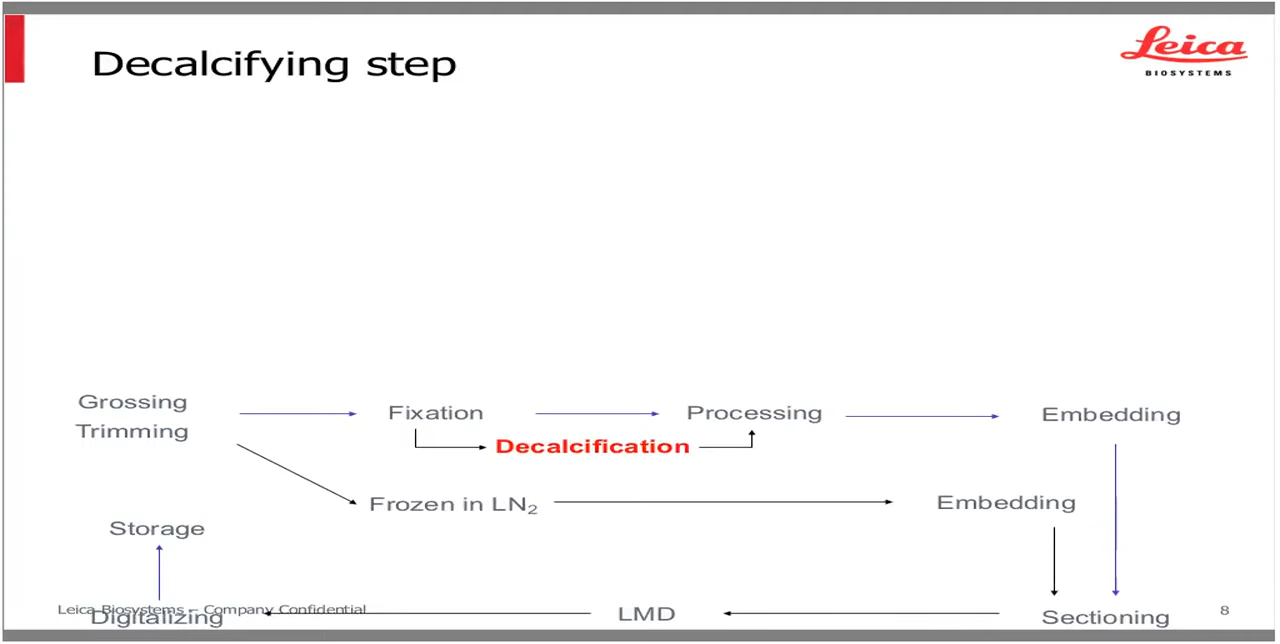 Decalcifying step
Leica
BIOSYSTEMS
Grossing
Trimming
Fixation
Processing
Embedding
Decalcification
Frozen in LN₂
Embedding
Storage
Leica Biosystems – Company Confidential
8
Digitalizing
LMD
Sectioning